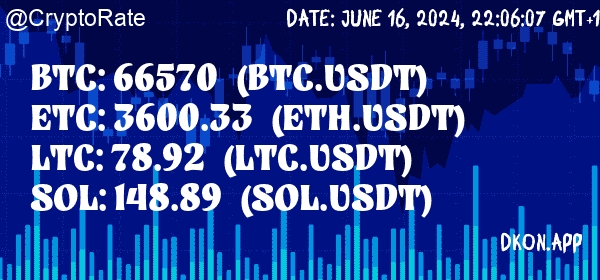 @CryptoRate
DATE: JUNE 16, 2024, 22:06:07 GMT+1
BTC: 66570 (BTC.USDT)
ETC: 3600.33 (ETH.USDT)
LTC: 78.92 (LTC.USDT)
SOL: 148.89 (SOL.USDT)
DKON.APP